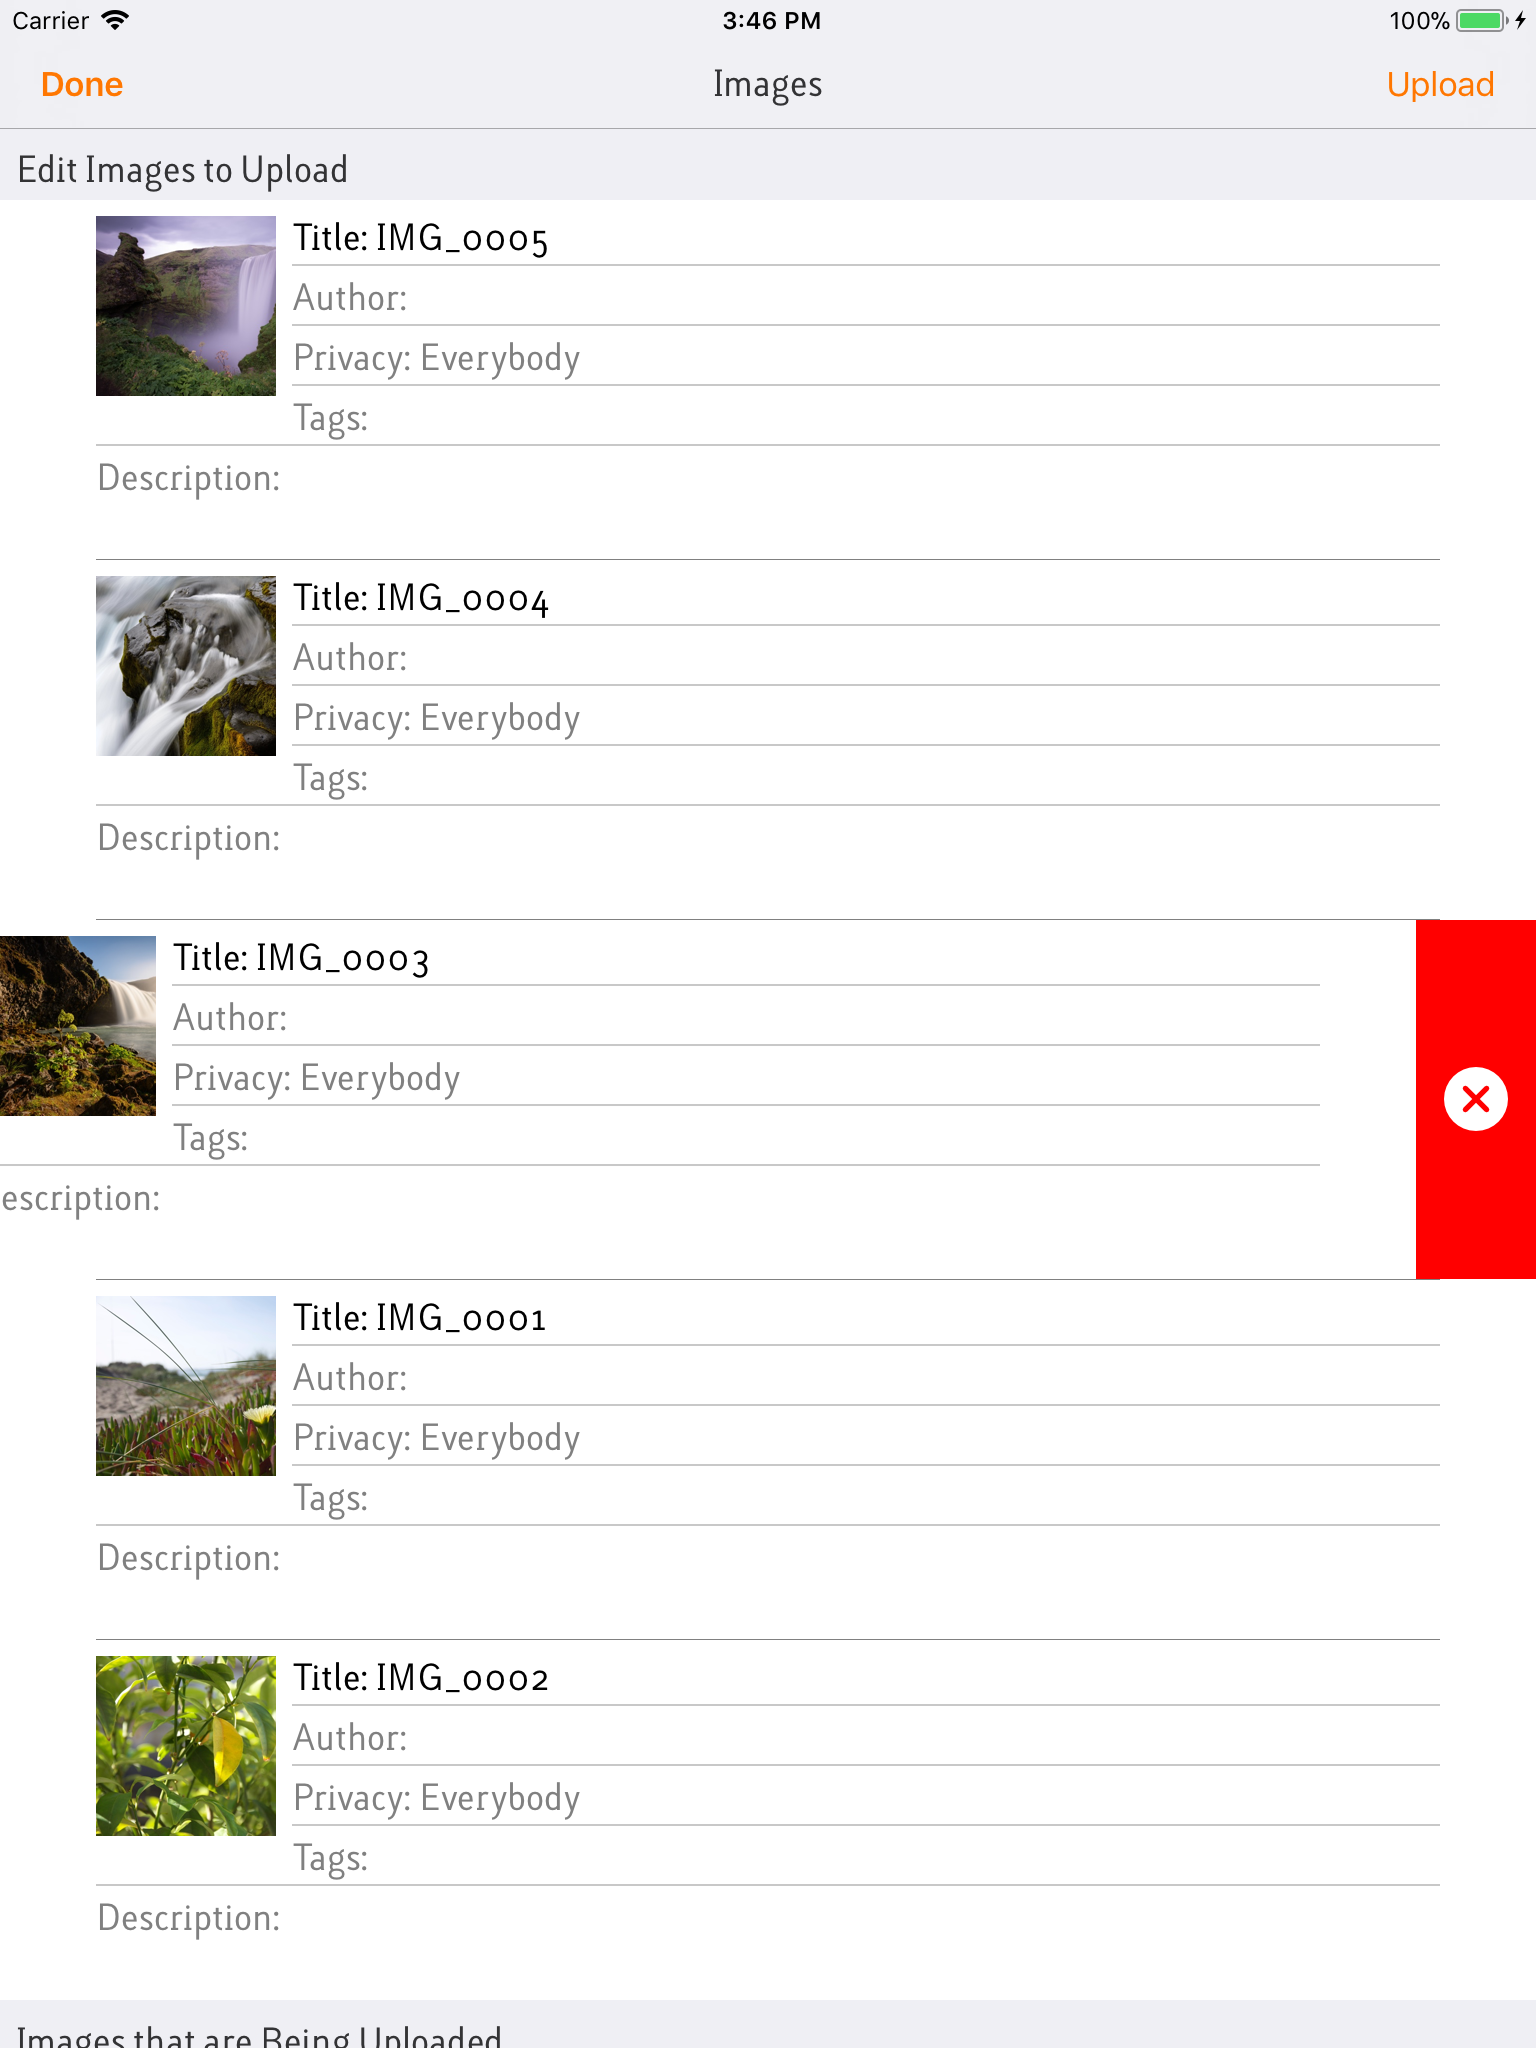 Carrier 3:46 PM 100%
Done Images Upload
Edit Images to Upload
Title: IMG_0005
Author:
Privacy: Everybody
Tags:
Description:
Title: IMG_0004
Author:
Privacy: Everybody
Tags:
Description:
Title: IMG_0003
Author:
Privacy: Everybody
Tags:
escription:
Title: IMG_0001
Author:
Privacy: Everybody
Tags:
Description:
Title: IMG_0002
Author:
Privacy: Everybody
Tags:
Description:
Images that are Being Uploaded